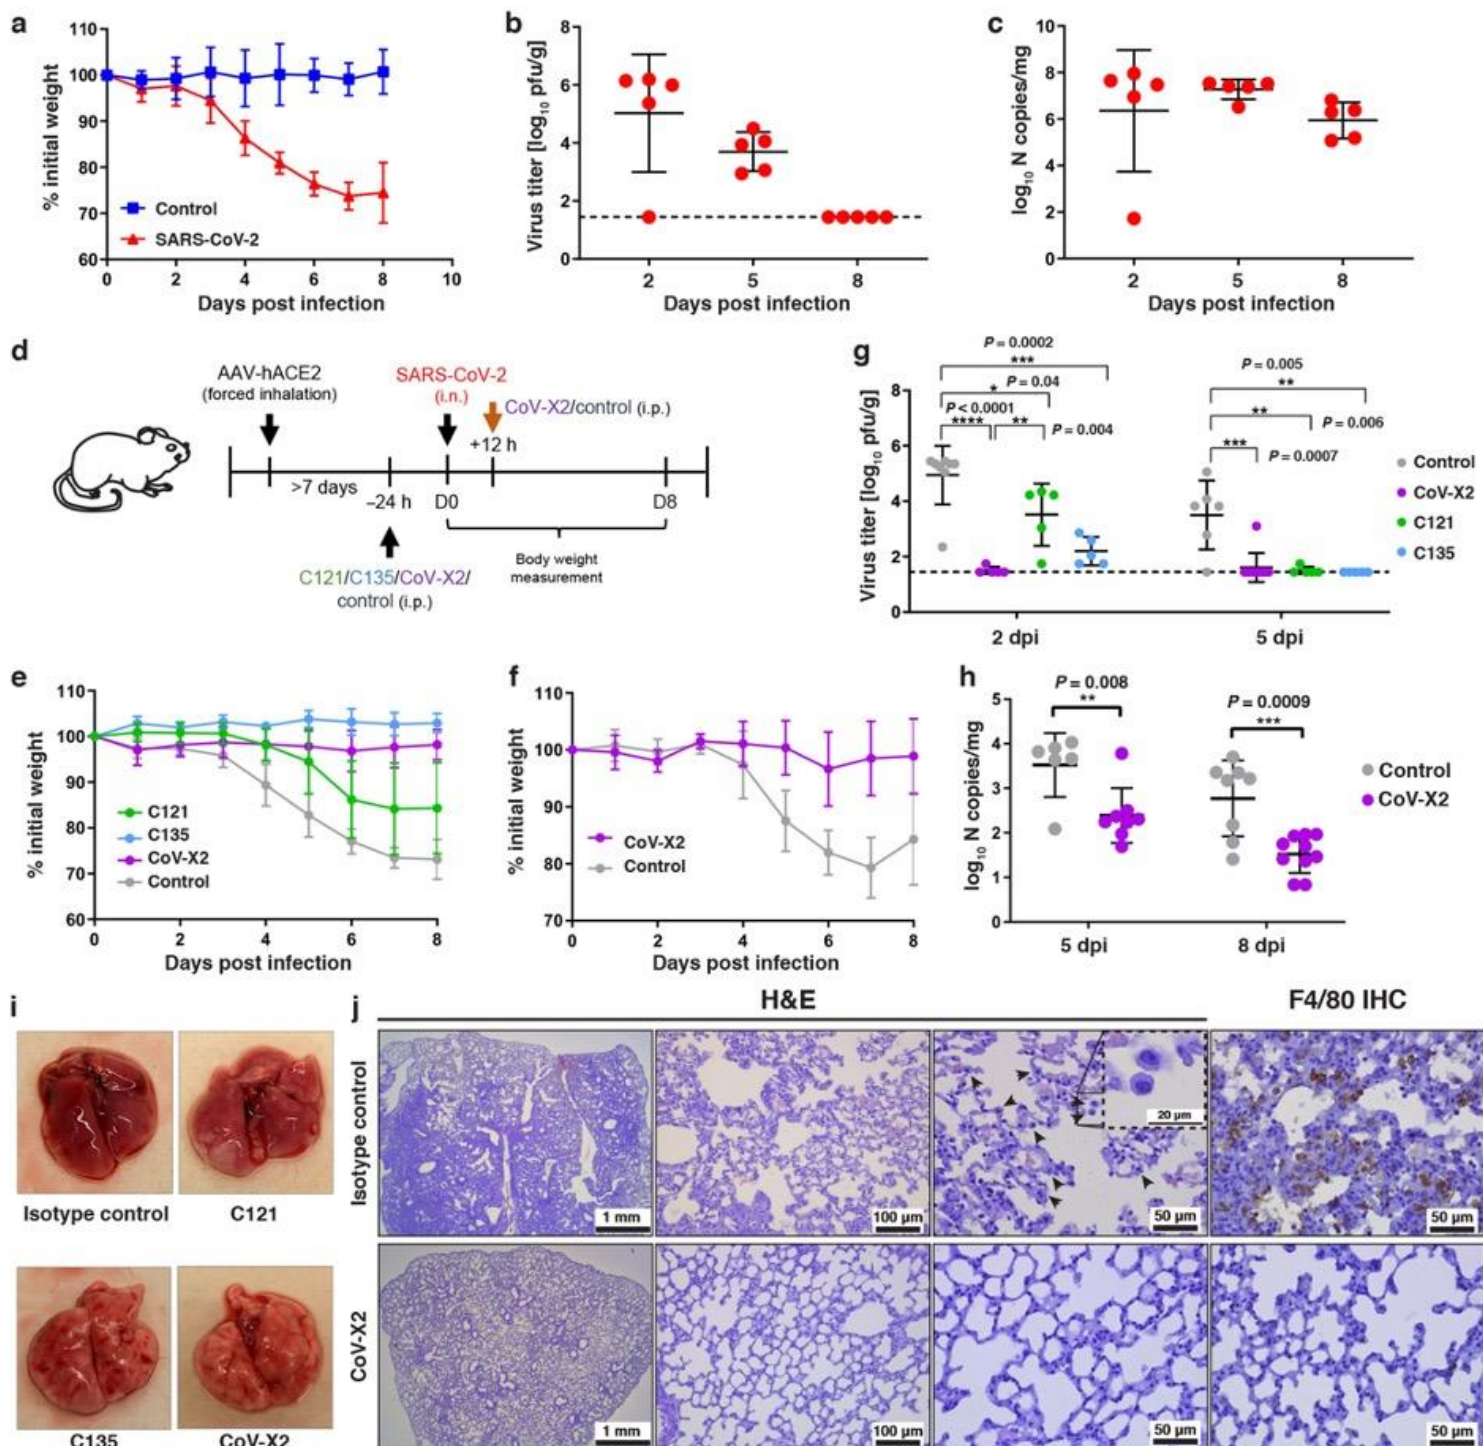 a
110
100
90
80
70
60
% initial weight
Control
SARS-CoV-2
0 2 4 6 8 10
Days post infection
b
8
6
4
2
0
Virus titer [log10 pfu/g]
2 5 8
Days post infection
c
10
8
6
4
2
0
log10 N copies/mg
2 5 8
Days post infection
d
AAV-hACE2
(forced inhalation)
SARS-CoV-2
(i.n.)
CoV-X2/control (i.p.)
+12 h
>7 days
–24 h
D0
D8
Body weight
measurement
C121/C135/CoV-X2/
control (i.p.)
g
P = 0.0002
***
* P = 0.04
P < 0.0001
**** **
P = 0.004
P = 0.005
**
**
P = 0.006
***
P = 0.0007
8
6
4
2
0
Virus titer [log10 pfu/g]
2 dpi 5 dpi
Control
CoV-X2
C121
C135
e
110
100
90
80
70
60
% initial weight
C121
C135
CoV-X2
Control
0 2 4 6 8
Days post infection
f
110
100
90
80
70
% initial weight
CoV-X2
Control
0 2 4 6 8
Days post infection
h
P = 0.008
**
P = 0.0009
***
5
4
3
2
1
0
log10 N copies/mg
5 dpi 8 dpi
Control
CoV-X2
i
Isotype control C121
C135 CoV-X2
j
H&E F4/80 IHC
Isotype control
20 µm
1 mm 100 µm 50 µm 50 µm
CoV-X2
1 mm 100 µm 50 µm 50 µm